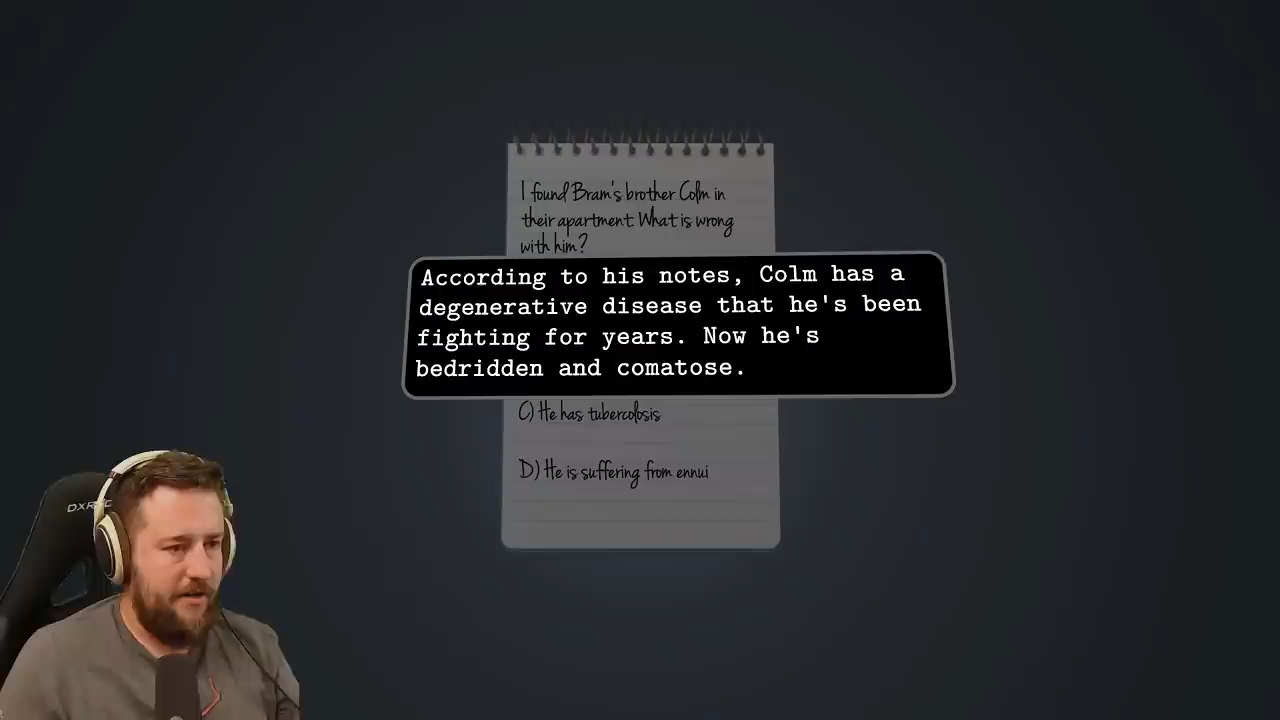 I found Bram's brother Colm in
their apartment. What is wrong
with him?
According to his notes, Colm has a
degenerative disease that he's been
fighting for years. Now he's
bedridden and comatose.
C) He has tubercolosis
D) He is suffering from ennui